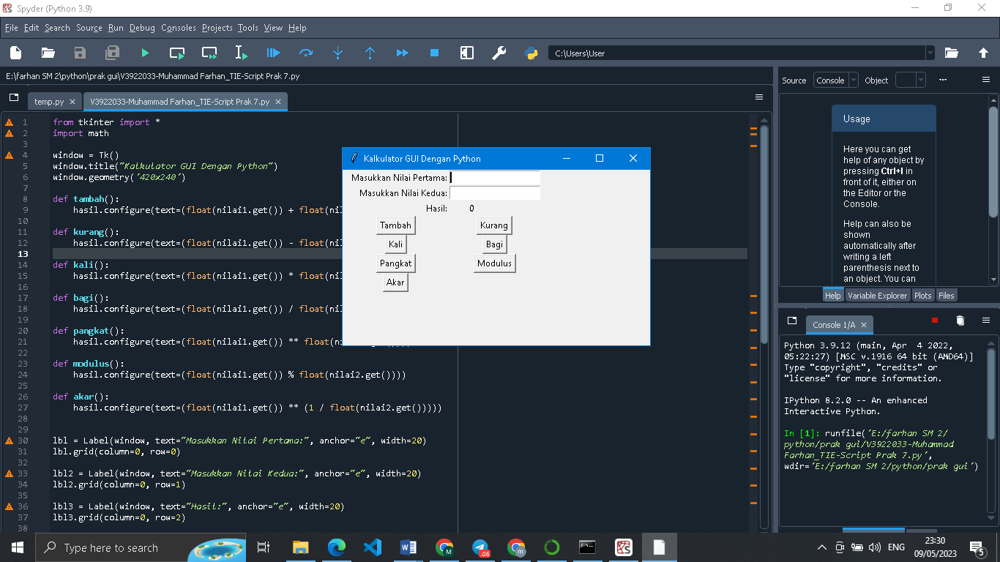 Spyder (Python 3.9)
File Edit Search Source Run Debug Consoles Projects Tools View Help
C:\Users\User
E:\farhan SM 2\python\prak gui\V3922033-Muhammad Farhan_TIE-Script Prak 7.py
temp.py V3922033-Muhammad Farhan_TIE-Script Prak 7.py
1 from tkinter import *
2 import math
3
4 window = Tk()
5 window.title("Kalkulator GUI Dengan Python")
6 window.geometry('420x240')
7
8 def tambah():
9 hasil.configure(text=(float(nilai1.get()) + float(nil
10
11 def kurang():
12 hasil.configure(text=(float(nilai1.get()) - float(nil
13
14 def kali():
15 hasil.configure(text=(float(nilai1.get()) * float(nil
16
17 def bagi():
18 hasil.configure(text=(float(nilai1.get()) / float(nil
19
20 def pangkat():
21 hasil.configure(text=(float(nilai1.get()) ** float(ni
22
23 def modulus():
24 hasil.configure(text=(float(nilai1.get()) % float(nilai2.get())))
25
26 def akar():
27 hasil.configure(text=(float(nilai1.get()) ** (1 / float(nilai2.get()))))
28
29
30 lbl = Label(window, text="Masukkan Nilai Pertama:", anchor="e", width=20)
31 lbl.grid(column=0, row=0)
32
33 lbl2 = Label(window, text="Masukkan Nilai Kedua:", anchor="e", width=20)
34 lbl2.grid(column=0, row=1)
35
36 lbl3 = Label(window, text="Hasil:", anchor="e", width=20)
37 lbl3.grid(column=0, row=2)
38
Kalkulator GUI Dengan Python
Masukkan Nilai Pertama:
Masukkan Nilai Kedua:
Hasil: 0
Tambah Kurang
Kali Bagi
Pangkat Modulus
Akar
Source Console Object
Usage
Here you can get
help of any object by
pressing Ctrl+I in
front of it, either on
the Editor or the
Console.
Help can also be
shown
automatically after
writing a left
parenthesis next to
an object. You can
Help Variable Explorer Plots Files
Console 1/A
Python 3.9.12 (main, Apr 4 2022,
05:22:27) [MSC v.1916 64 bit (AMD64)]
Type "copyright", "credits" or
"license" for more information.
IPython 8.2.0 -- An enhanced
Interactive Python.
In [1]: runfile('E:/farhan SM 2/
python/prak gui/V3922033-Muhammad
Farhan_TIE-Script Prak 7.py',
wdir='E:/farhan SM 2/python/prak gui')
Type here to search
ENG
23:30
09/05/2023
5